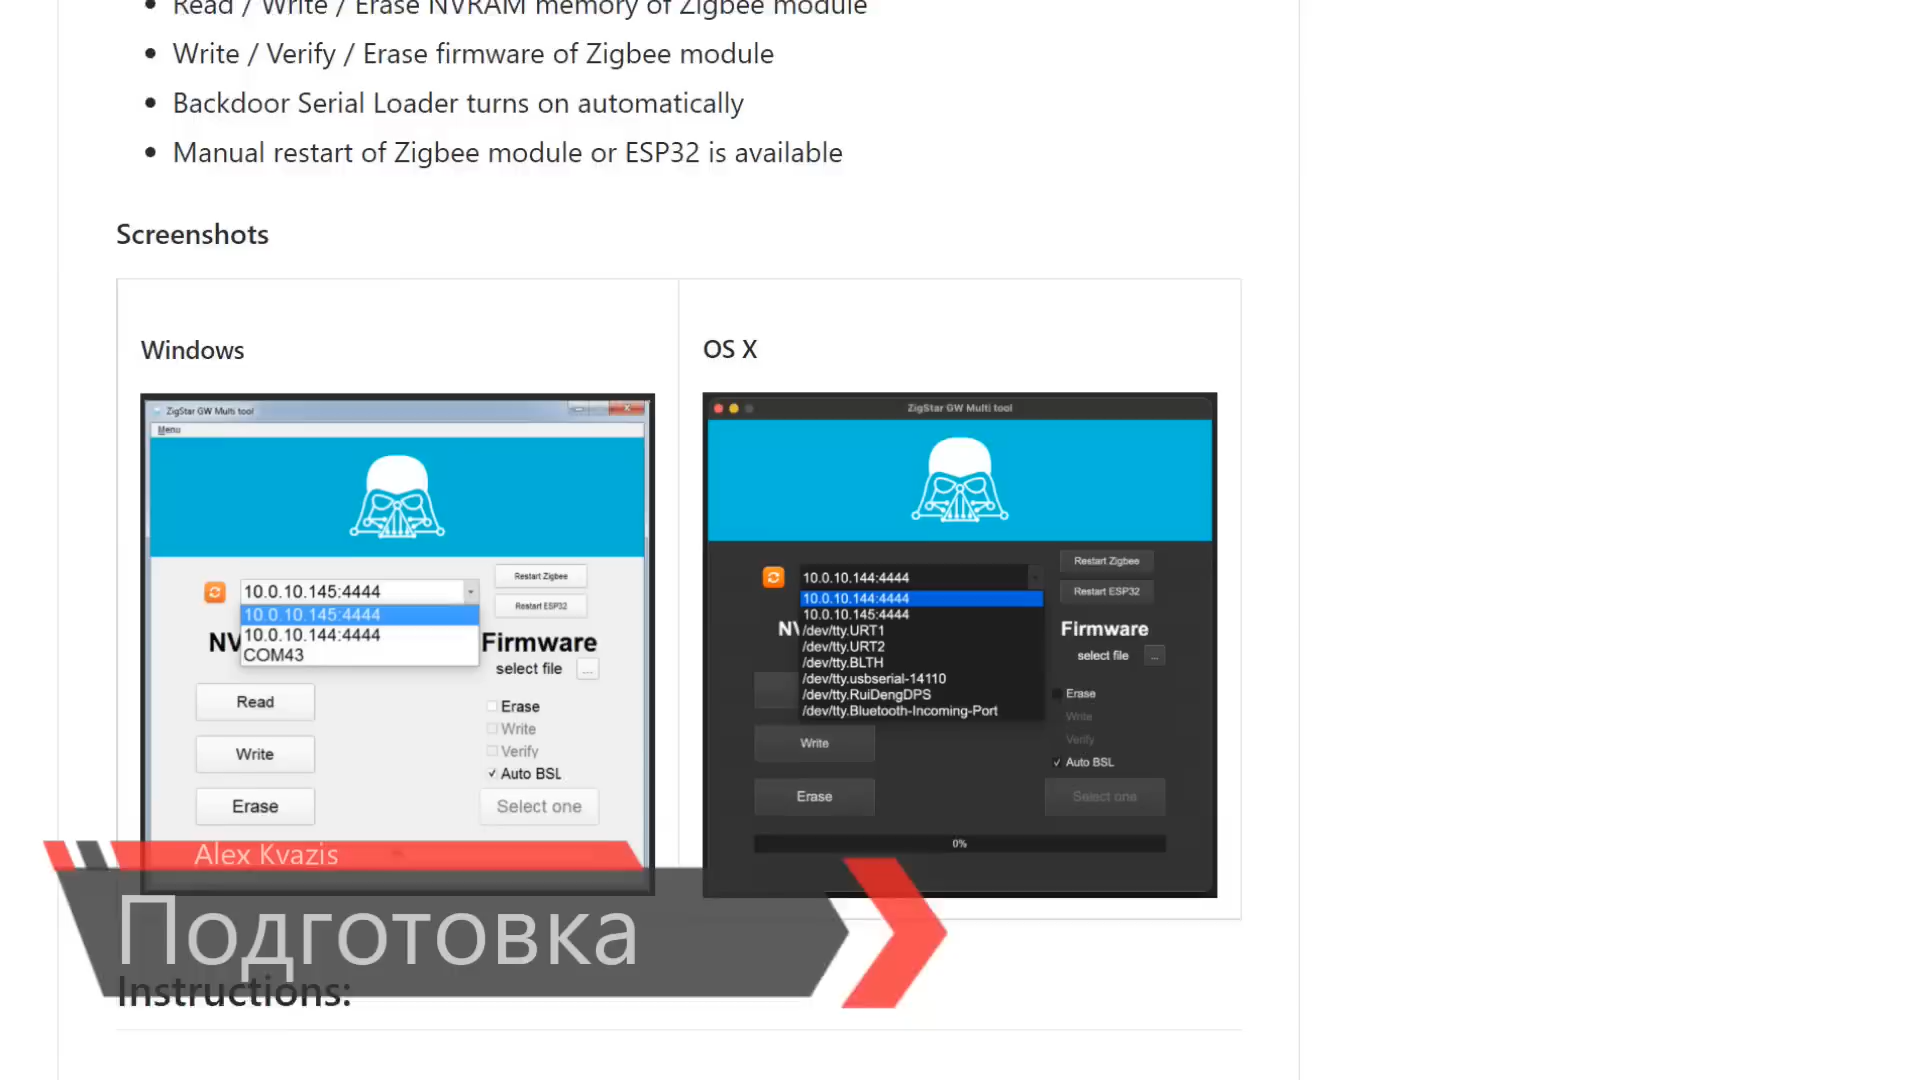 Read / Write / Erase NVRAM memory of Zigbee module
Write / Verify / Erase firmware of Zigbee module
Backdoor Serial Loader turns on automatically
Manual restart of Zigbee module or ESP32 is available
Screenshots
Windows
ZigStar GW Multi tool
Menu
10.0.10.145:4444
10.0.10.145:4444
10.0.10.144:4444
COM43
Restart Zigbee
Restart ESP32
NV
Firmware
select file
...
Read
Write
Erase
Erase
Write
Verify
Auto BSL
Select one
OS X
ZigStar GW Multi tool
10.0.10.144:4444
10.0.10.144:4444
10.0.10.145:4444
/dev/tty.URT1
/dev/tty.URT2
/dev/tty.BLTH
/dev/tty.usbserial-14110
/dev/tty.RuiDengDPS
/dev/tty.Bluetooth-Incoming-Port
Restart Zigbee
Restart ESP32
NV
Firmware
select file
...
Write
Erase
Erase
Write
Verify
Auto BSL
Select one
0%
Alex Kvazis
Подготовка
Instructions: